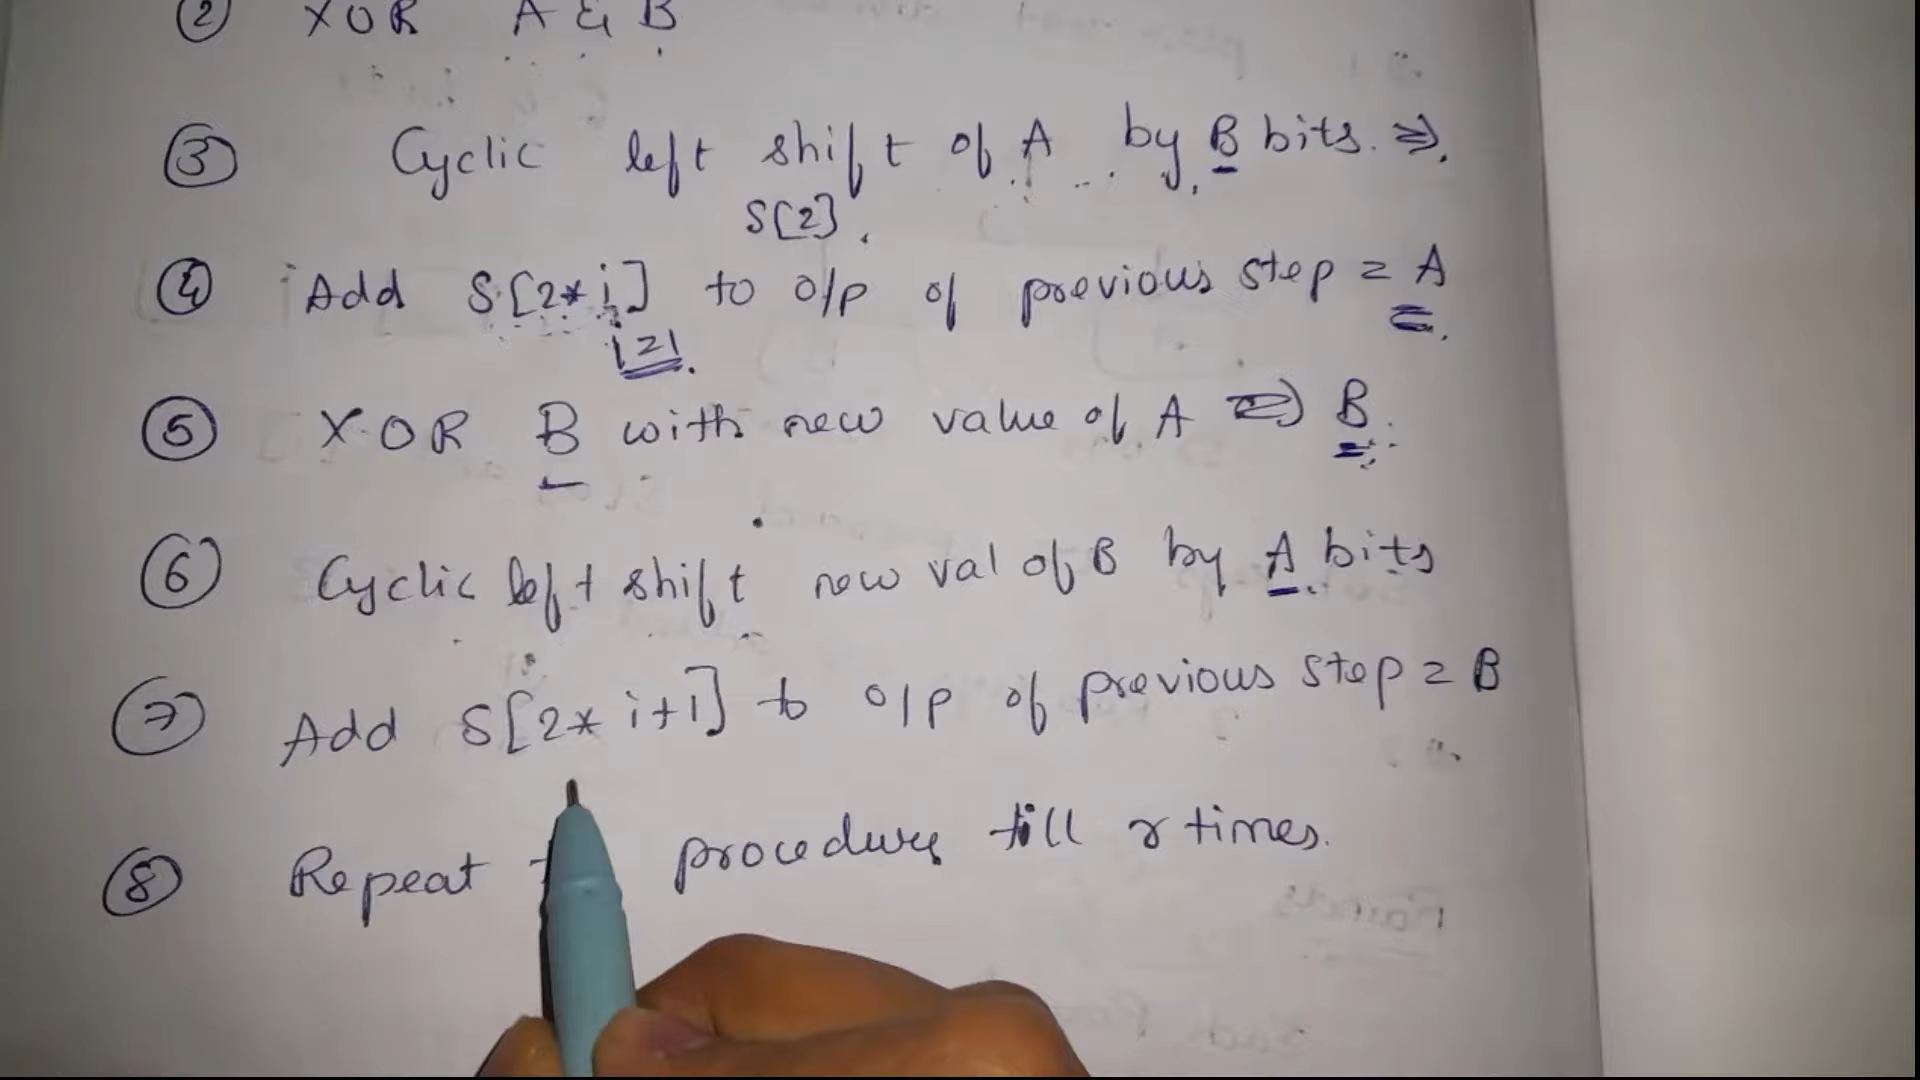 ② XOR A & B
③ Cyclic left shift of A by B bits. ⇒
S[2].
④ Add S[2*i] to o/p of previous step = A
i=1.
⑤ XOR B with new value of A ⇒ B.
⑥ Cyclic left shift new val of B by A bits
⑦ Add S[2*i+1] to o/p of previous step = B
⑧ Repeat procedure till r times.